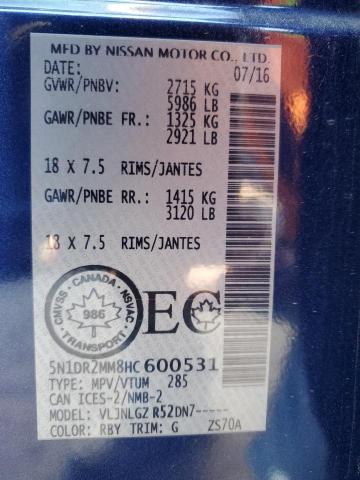 MFD BY NISSAN MOTOR CO., LTD.
DATE: 07/16
GVWR/PNBV: 2715 KG
5986 LB
GAWR/PNBE FR.: 1325 KG
2921 LB
18 X 7.5 RIMS/JANTES
GAWR/PNBE RR.: 1415 KG
3120 LB
18 X 7.5 RIMS/JANTES
CANADA
CMVSS NSVAC
986
TRANSPORT
EC
5N1DR2MM8HC600531
TYPE: MPV/VTUM 285
CAN ICES-2/NMB-2
MODEL: VLJNLGZ R52DN7-----
COLOR: RBY TRIM: G ZS70A